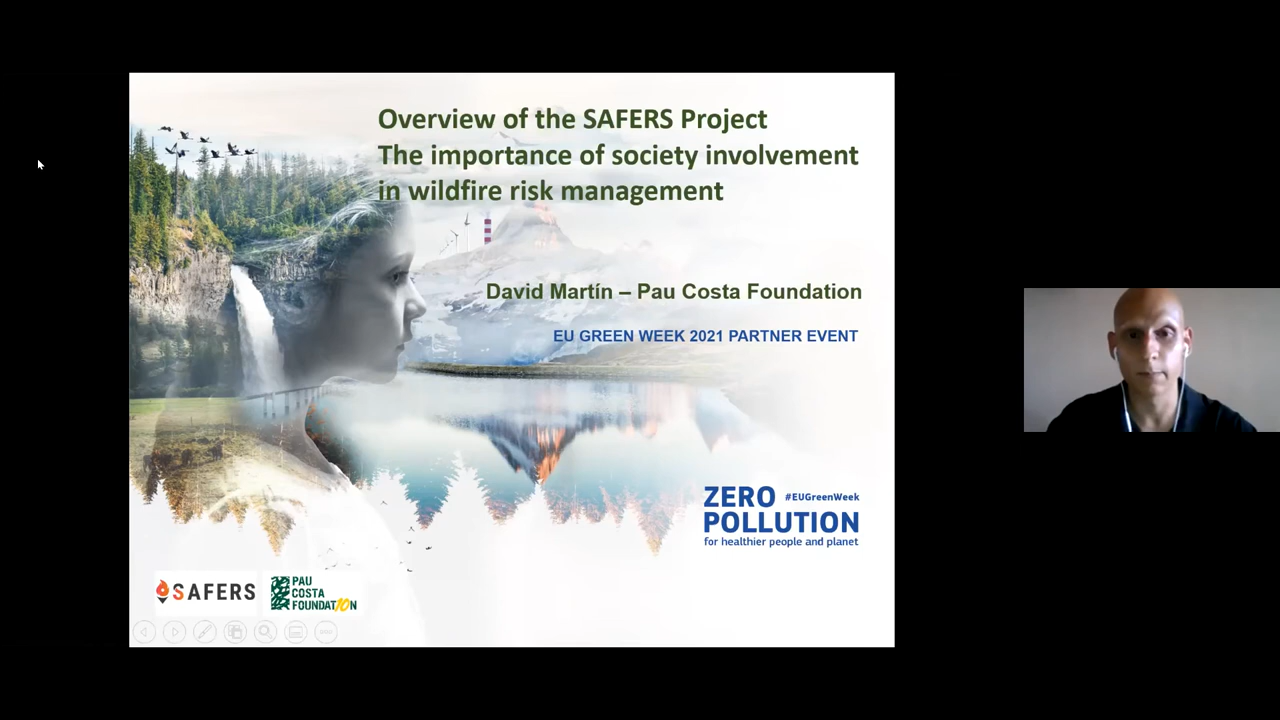 Overview of the SAFERS Project
The importance of society involvement
in wildfire risk management
David Martín – Pau Costa Foundation
EU GREEN WEEK 2021 PARTNER EVENT
ZERO #EUGreenWeek
POLLUTION
for healthier people and planet
SAFERS
PAU
COSTA
FOUNDAT10N